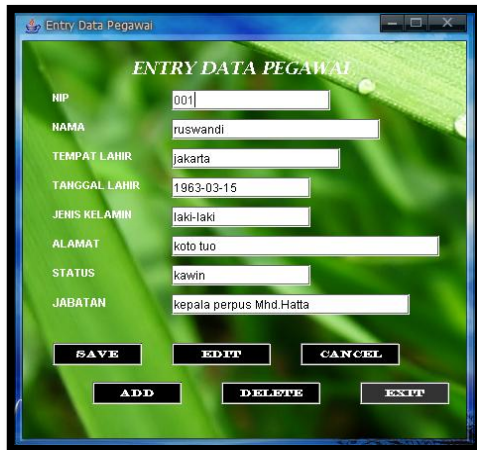 Entry Data Pegawai
ENTRY DATA PEGAWAI
NIP 001
NAMA ruswandi
TEMPAT LAHIR jakarta
TANGGAL LAHIR 1963-03-15
JENIS KELAMIN laki-laki
ALAMAT koto tuo
STATUS kawin
JABATAN kepala perpus Mhd.Hatta
SAVE EDIT CANCEL
ADD DELETE EXIT